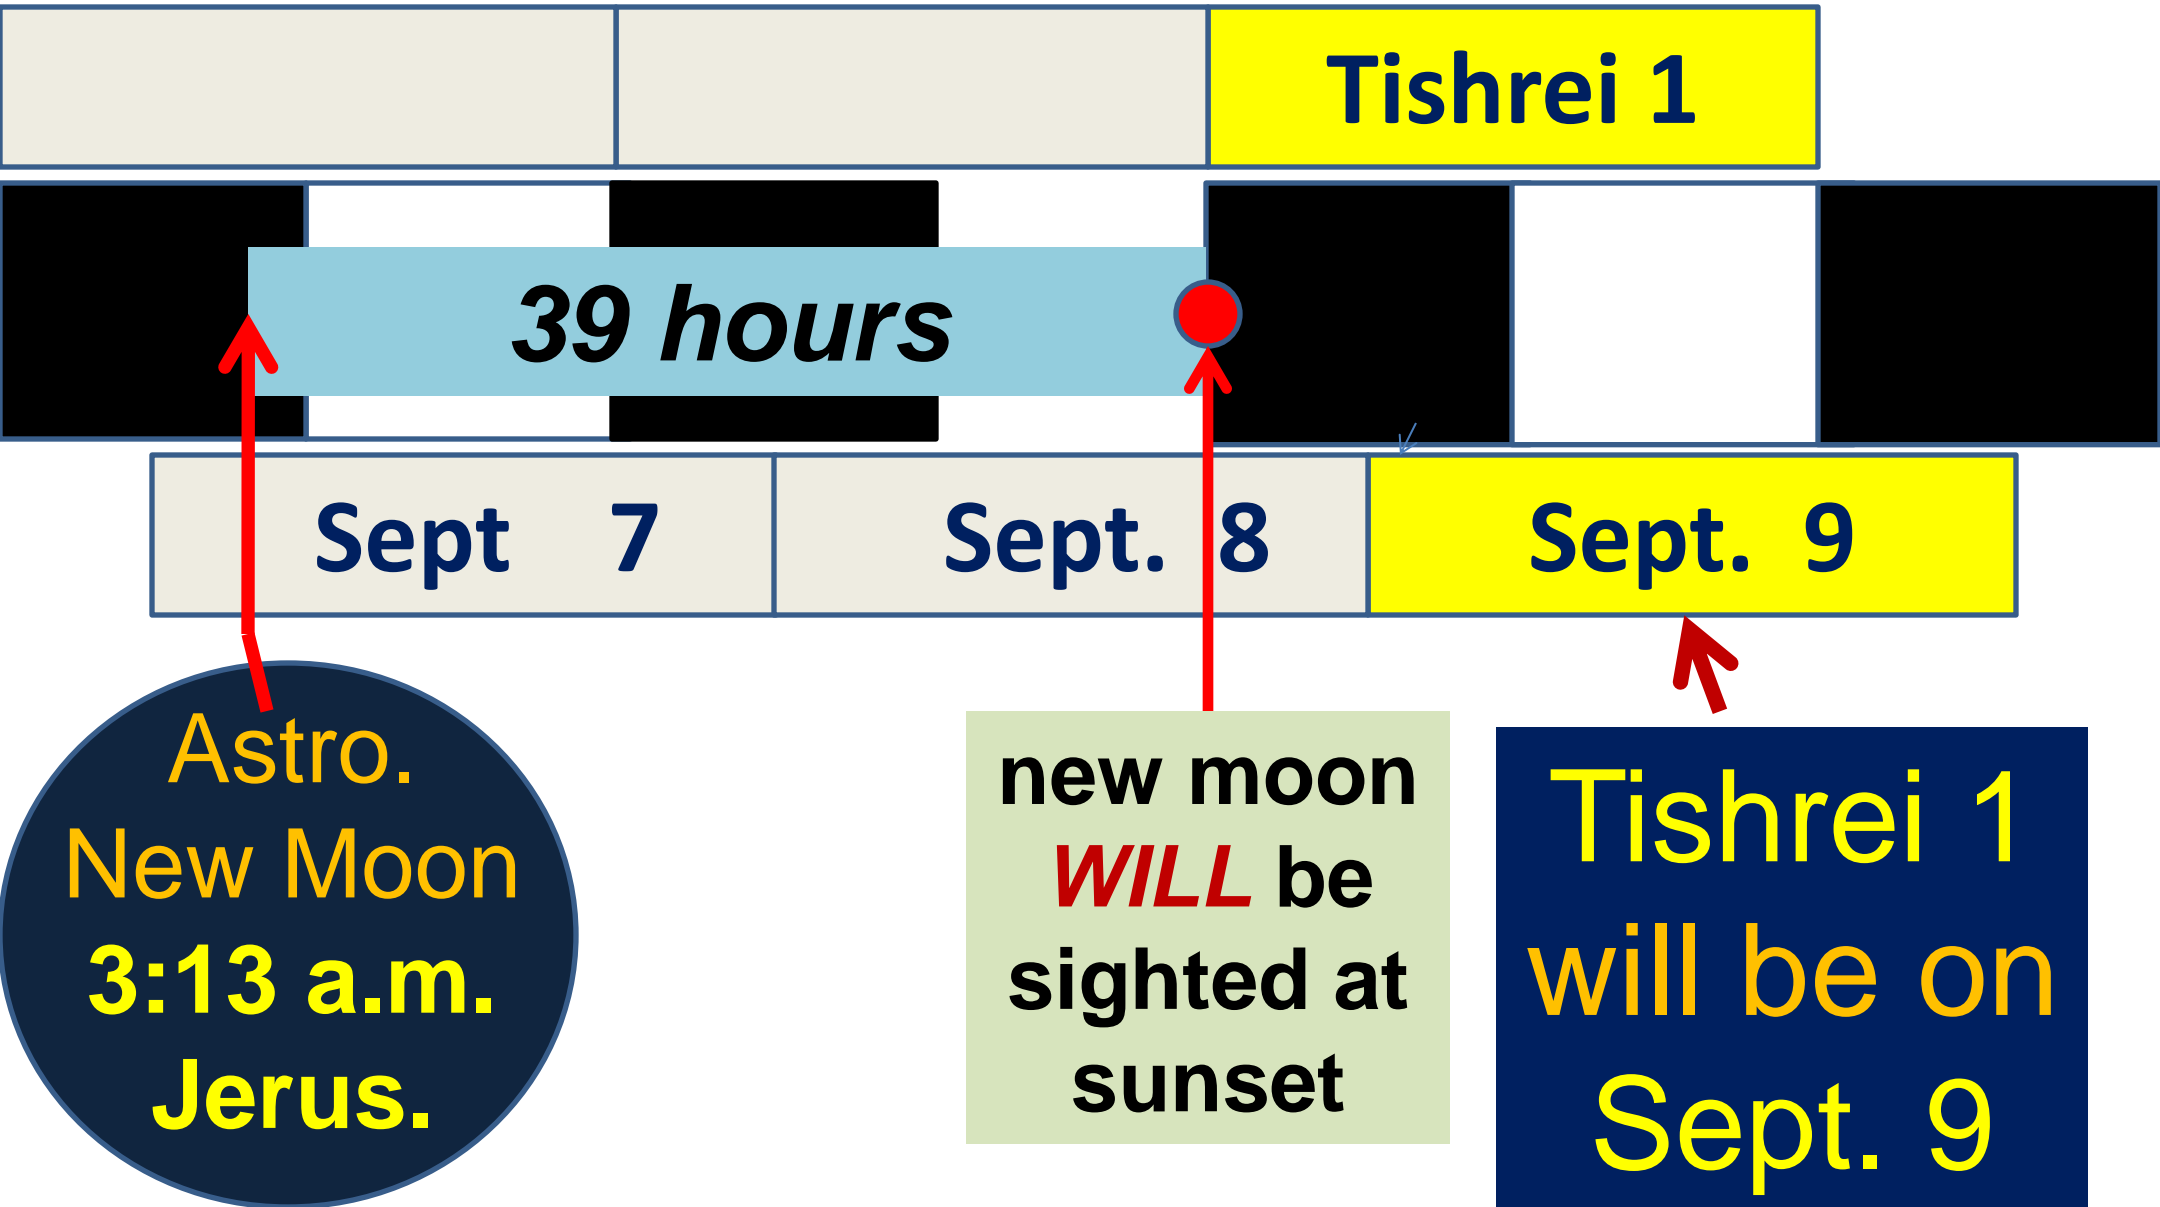 Tishrei 1
39 hours
Sept 7
Sept. 8
Sept. 9
Astro.
New Moon
3:13 a.m.
Jerus.
new moon
WILL be
sighted at
sunset
Tishrei 1
will be on
Sept. 9